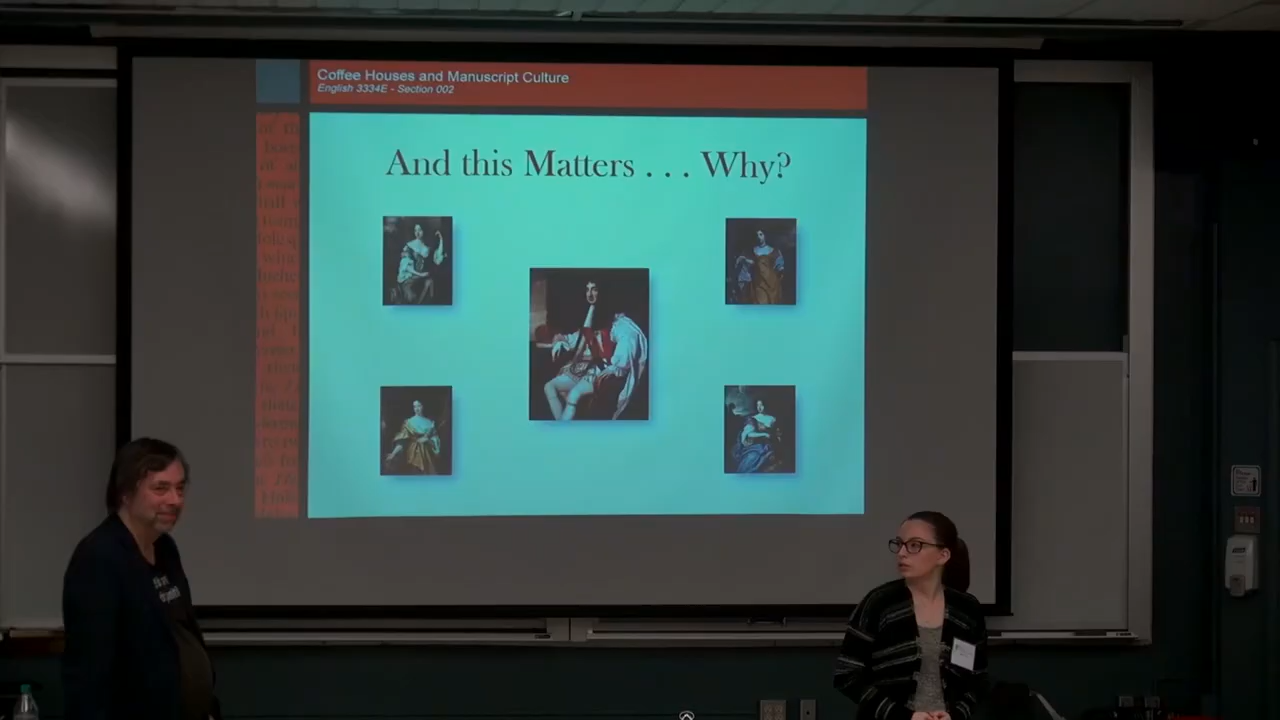 Coffee Houses and Manuscript Culture
English 3334E - Section 002
And this Matters . . . Why?